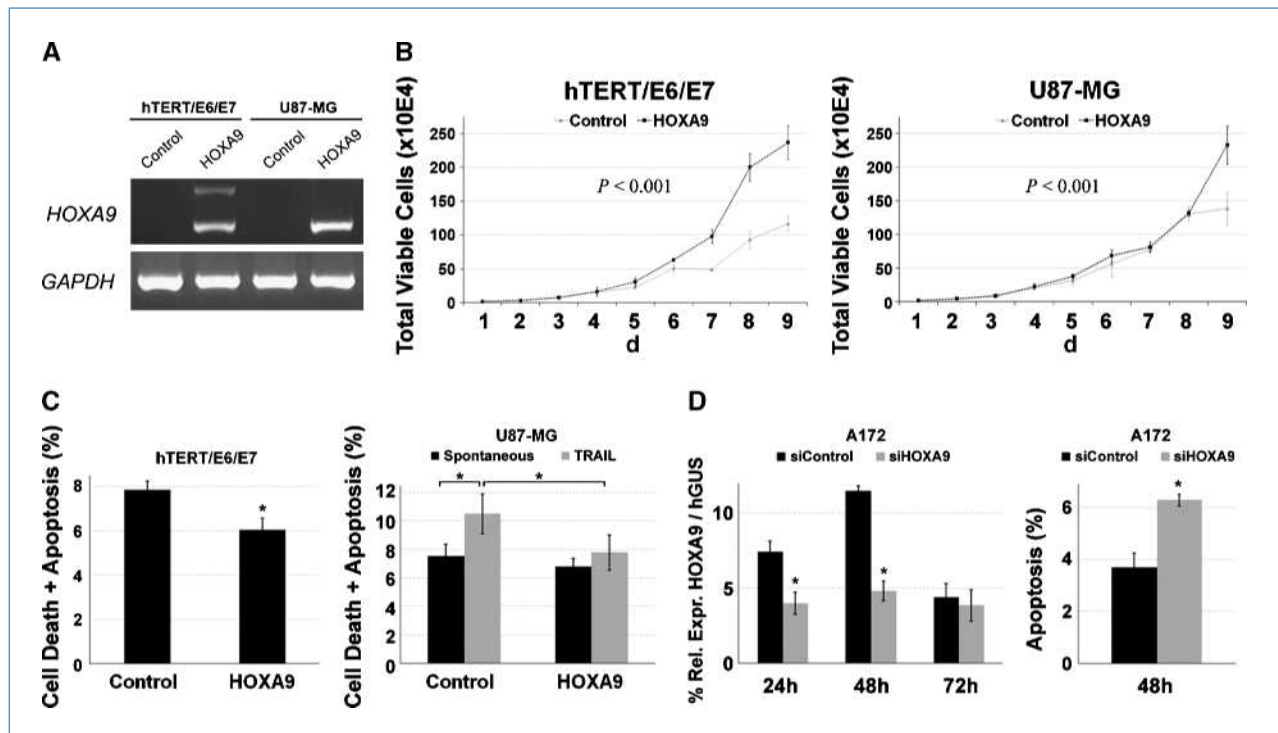 A
hTERT/E6/E7 U87-MG
Control HOXA9 Control HOXA9
HOXA9
GAPDH
B
hTERT/E6/E7
Control HOXA9
P < 0.001
Total Viable Cells (x10E4)
250
200
150
100
50
0
1 2 3 4 5 6 7 8 9
d
U87-MG
Control HOXA9
P < 0.001
Total Viable Cells (x10E4)
250
200
150
100
50
0
1 2 3 4 5 6 7 8 9
d
C
hTERT/E6/E7
Cell Death + Apoptosis (%)
8
6
4
2
0
*
Control HOXA9
U87-MG
Spontaneous TRAIL
* *
Cell Death + Apoptosis (%)
12
10
8
6
4
2
0
Control HOXA9
D
A172
siControl siHOXA9
% Rel. Expr. HOXA9 / hGUS
10
5
0
* *
24h 48h 72h
A172
siControl siHOXA9
*
Apoptosis (%)
6
4
2
0
48h